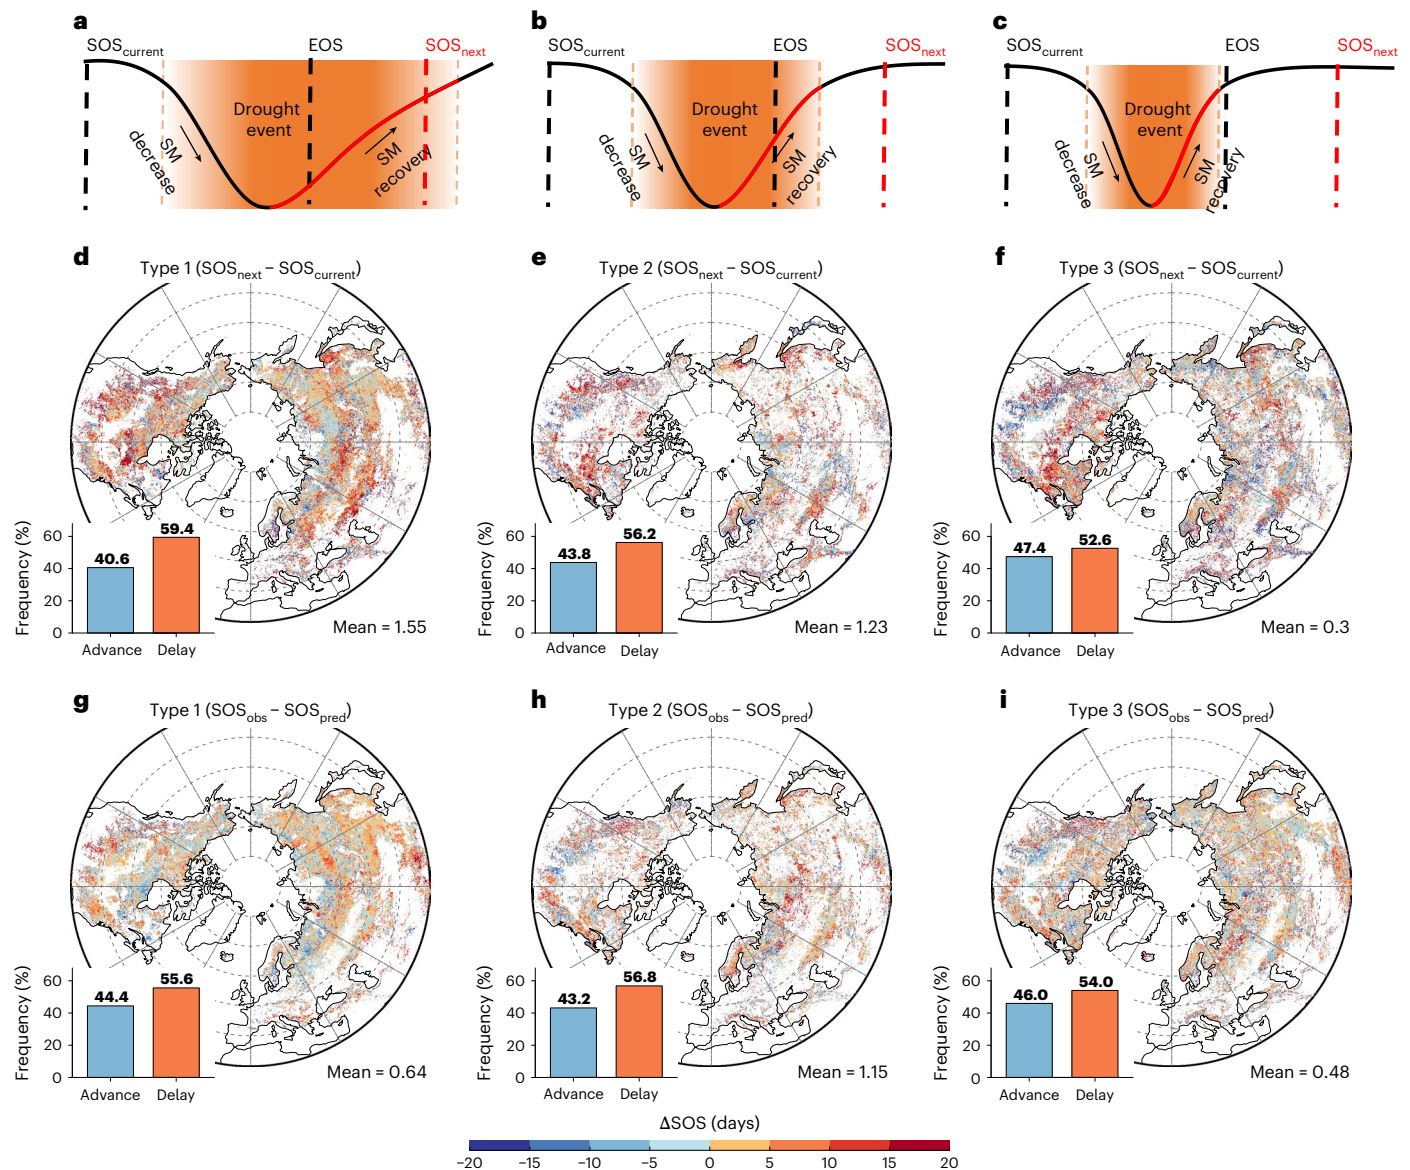 a
SOScurrent
EOS
SOSnext
Drought
event
SM
decrease
SM
recovery
b
SOScurrent
EOS
SOSnext
Drought
event
SM
decrease
SM
recovery
c
SOScurrent
EOS
SOSnext
Drought
event
SM
decrease
SM
recovery
d
Type 1 (SOSnext – SOScurrent)
Frequency (%)
60
40
20
0
40.6
59.4
Advance
Delay
Mean = 1.55
e
Type 2 (SOSnext – SOScurrent)
Frequency (%)
60
40
20
0
43.8
56.2
Advance
Delay
Mean = 1.23
f
Type 3 (SOSnext – SOScurrent)
Frequency (%)
60
40
20
0
47.4
52.6
Advance
Delay
Mean = 0.3
g
Type 1 (SOSobs – SOSpred)
Frequency (%)
60
40
20
0
44.4
55.6
Advance
Delay
Mean = 0.64
h
Type 2 (SOSobs – SOSpred)
Frequency (%)
60
40
20
0
43.2
56.8
Advance
Delay
Mean = 1.15
i
Type 3 (SOSobs – SOSpred)
Frequency (%)
60
40
20
0
46.0
54.0
Advance
Delay
Mean = 0.48
ΔSOS (days)
–20 –15 –10 –5 0 5 10 15 20